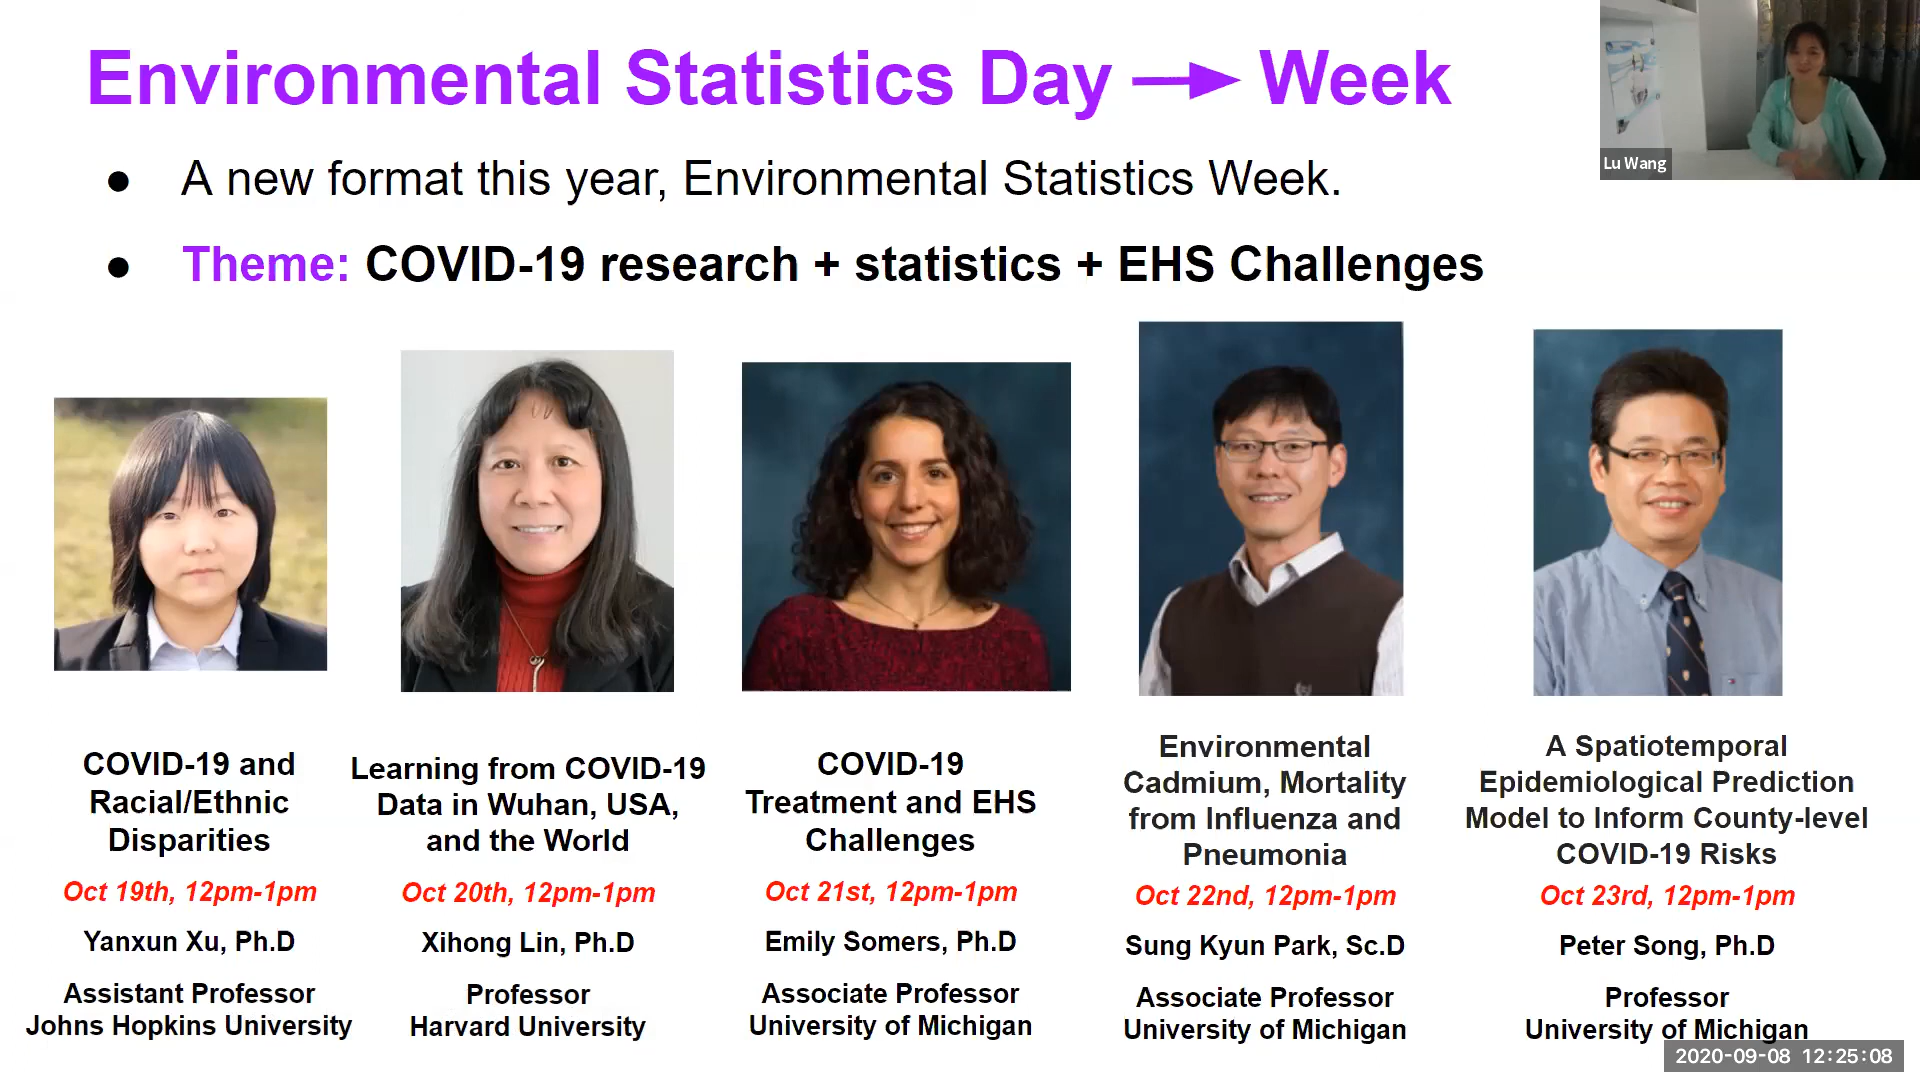 Environmental Statistics Day → Week
Lu Wang
● A new format this year, Environmental Statistics Week.
● Theme: COVID-19 research + statistics + EHS Challenges
COVID-19 and
Racial/Ethnic
Disparities
Oct 19th, 12pm-1pm
Yanxun Xu, Ph.D
Assistant Professor
Johns Hopkins University
Learning from COVID-19
Data in Wuhan, USA,
and the World
Oct 20th, 12pm-1pm
Xihong Lin, Ph.D
Professor
Harvard University
COVID-19
Treatment and EHS
Challenges
Oct 21st, 12pm-1pm
Emily Somers, Ph.D
Associate Professor
University of Michigan
Environmental
Cadmium, Mortality
from Influenza and
Pneumonia
Oct 22nd, 12pm-1pm
Sung Kyun Park, Sc.D
Associate Professor
University of Michigan
A Spatiotemporal
Epidemiological Prediction
Model to Inform County-level
COVID-19 Risks
Oct 23rd, 12pm-1pm
Peter Song, Ph.D
Professor
University of Michigan
2020-09-08 12:25:08